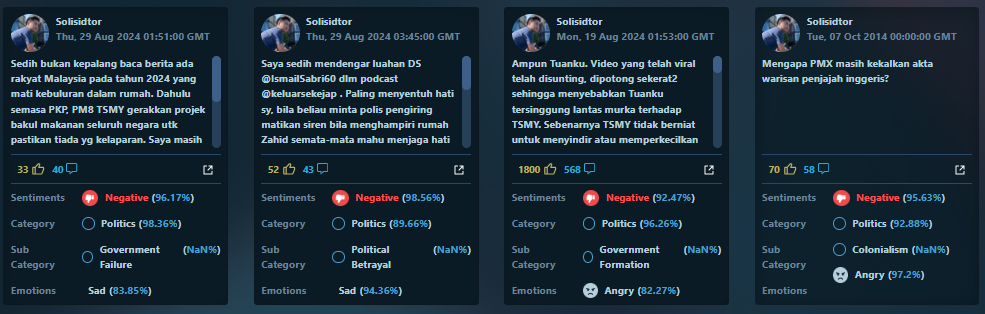 Solisidtor
Thu, 29 Aug 2024 01:51:00 GMT
Sedih bukan kepalang baca berita ada
rakyat Malaysia pada tahun 2024 yang
mati kebuluran dalam rumah. Dahulu
semasa PKP, PM8 TSMY gerakkan projek
bakul makanan seluruh negara utk
pastikan tiada yg kelaparan. Saya masih
33 40
Sentiments Negative (96.17%)
Category Politics (98.36%)
Sub Category Government Failure (NaN%)
Emotions Sad (83.85%)
Solisidtor
Thu, 29 Aug 2024 03:45:00 GMT
Saya sedih mendengar luahan DS
@IsmailSabri60 dlm podcast
@keluarsekejap . Paling menyentuh hati
sy, bila beliau minta polis pengiring
matikan siren bila menghampiri rumah
Zahid semata-mata mahu menjaga hati
52 43
Sentiments Negative (98.56%)
Category Politics (89.66%)
Sub Category Political Betrayal (NaN%)
Emotions Sad (94.36%)
Solisidtor
Mon, 19 Aug 2024 01:53:00 GMT
Ampun Tuanku. Video yang telah viral
telah disunting, dipotong sekerat2
sehingga menyebabkan Tuanku
tersinggung lantas murka terhadap
TSMY. Sebenarnya TSMY tidak berniat
untuk menyindir atau memperkecilkan
1800 568
Sentiments Negative (92.47%)
Category Politics (96.26%)
Sub Category Government Formation (NaN%)
Emotions Angry (82.27%)
Solisidtor
Tue, 07 Oct 2014 00:00:00 GMT
Mengapa PMX masih kekalkan akta
warisan penjajah inggeris?
70 58
Sentiments Negative (95.63%)
Category Politics (92.88%)
Sub Category Colonialism (NaN%)
Angry (97.2%)
Emotions